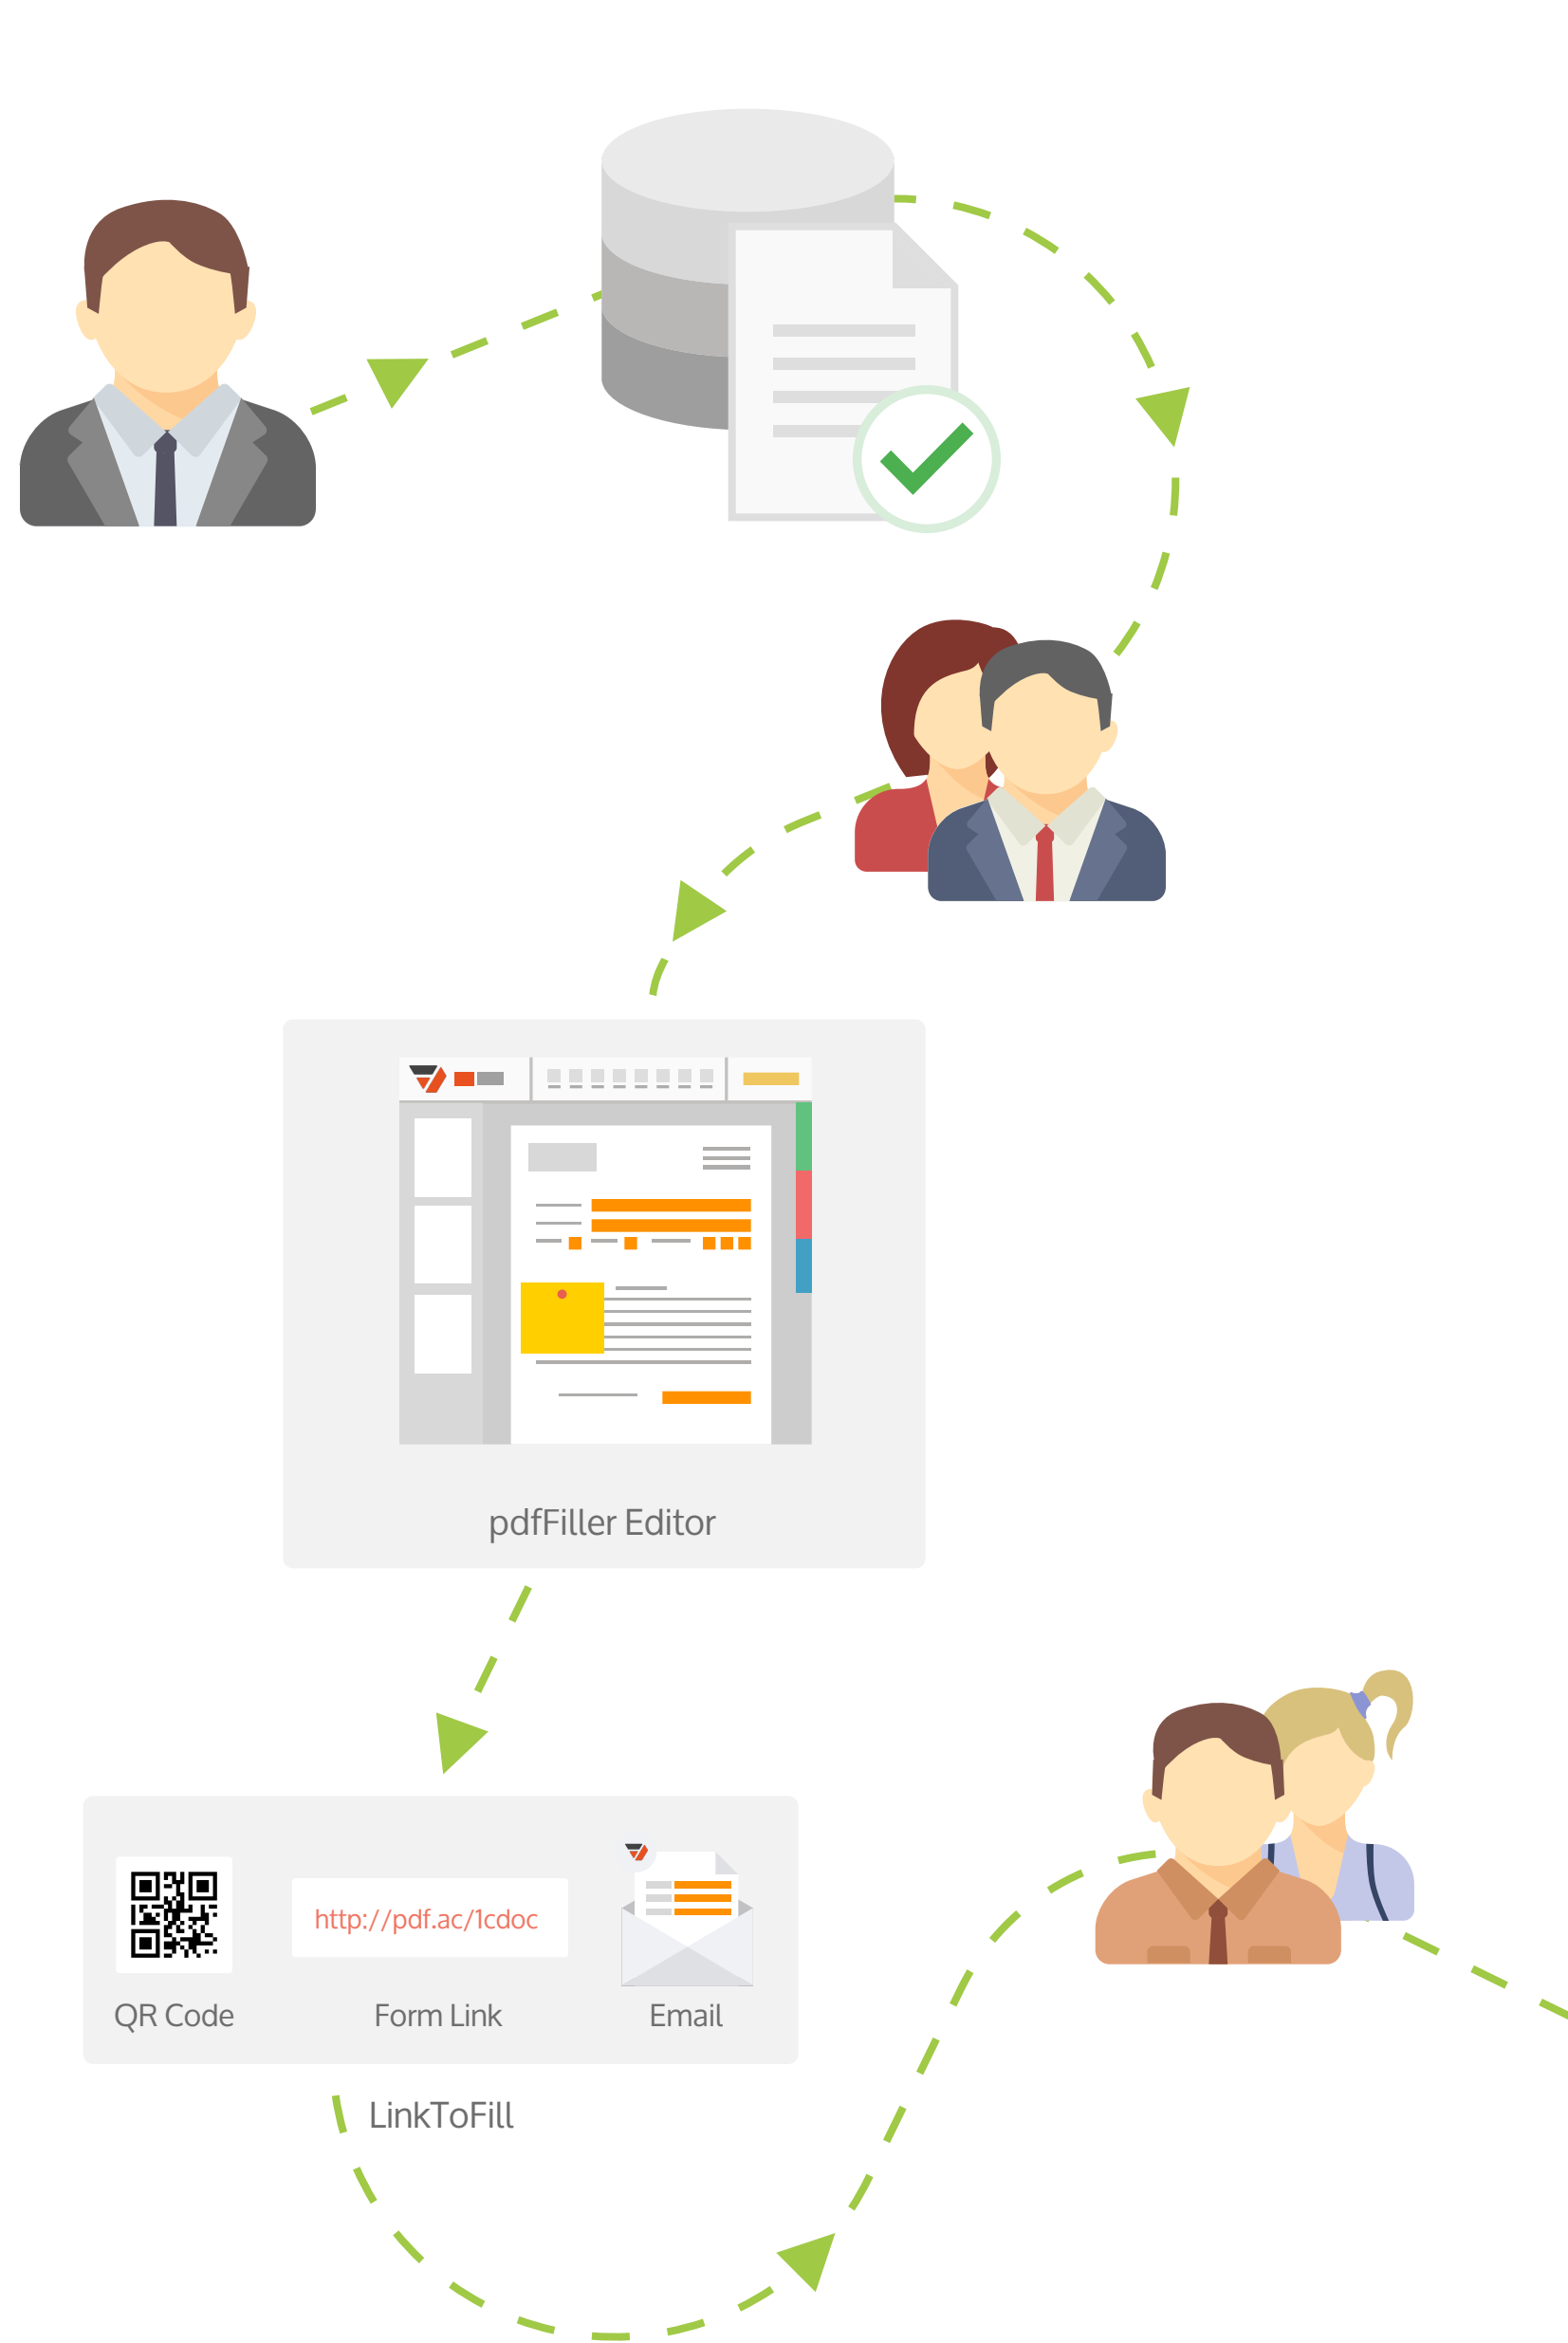 pdfFiller Editor
http://pdf.ac/1cdoc
QR Code
Form Link
Email
LinkToFill